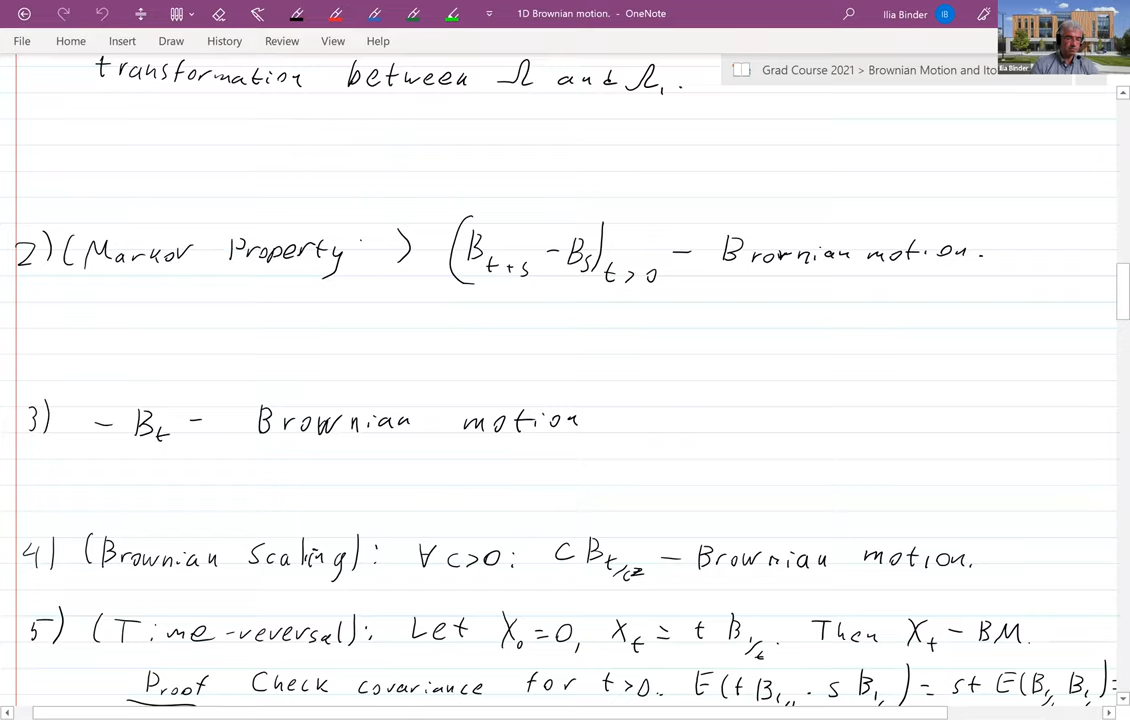 1D Brownian motion. - OneNote
Ilia Binder IB
File Home Insert Draw History Review View Help
Ilia Binder
Grad Course 2021 > Brownian Motion and Ito
transformation between Ω and Ω₁.
2) (Markov Property) (B_{t+s} - B_s)_{t>0} - Brownian motion.
3) - B_t - Brownian motion
4) (Brownian scaling): ∀ c>0: c B_{t/c²} - Brownian motion.
5) (Time-reversal): Let X₀=0, X_t = t B_{1/t}. Then X_t - BM.
Proof Check covariance for t>0. E(t B_{1/t} · s B_{1/s}) = st E(B_{1/t} B_{1/s}) =